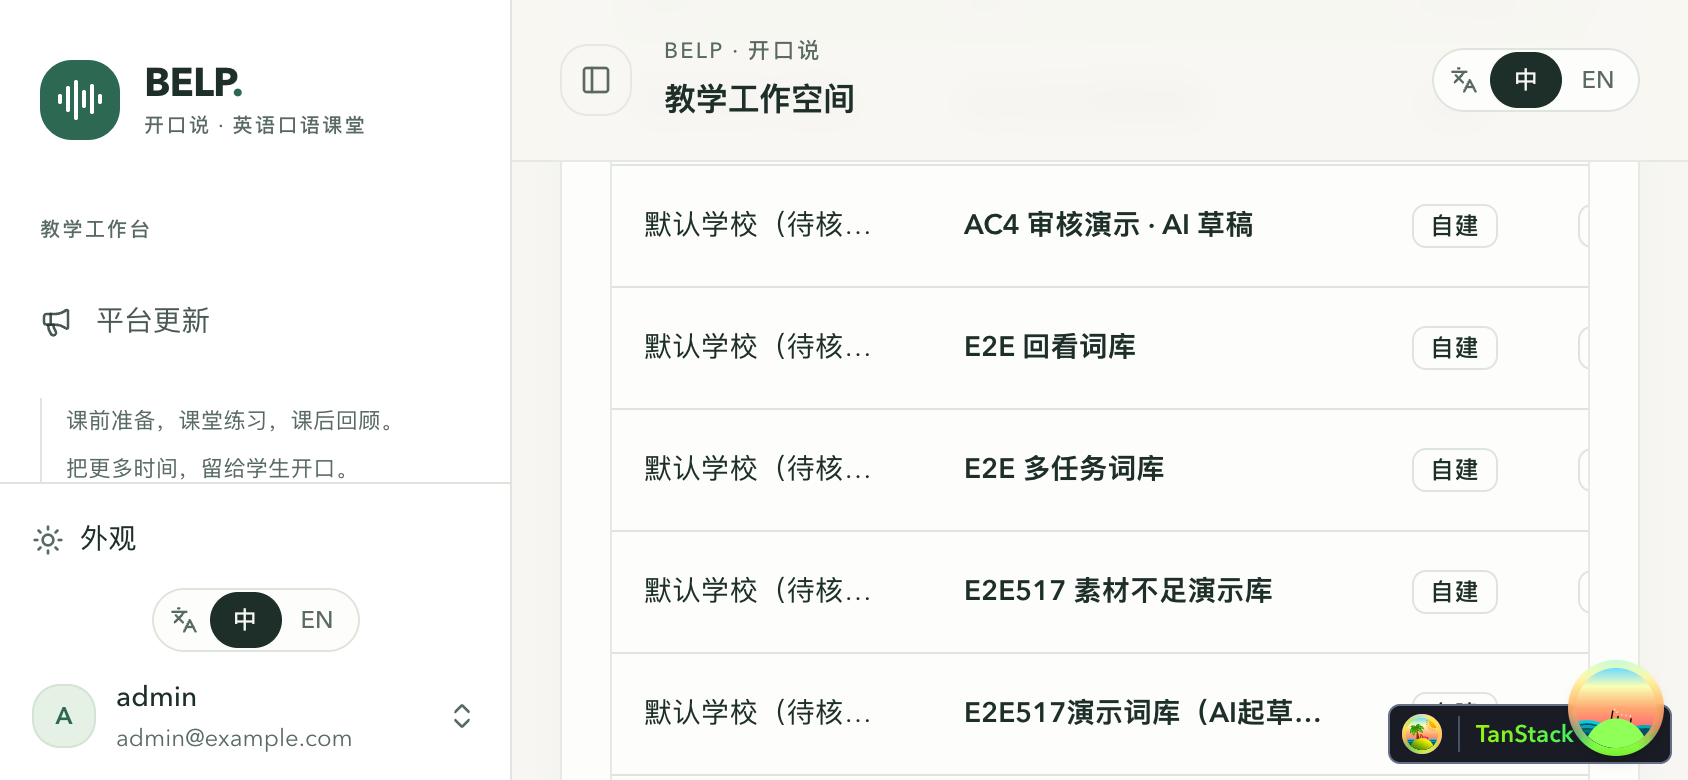 BELP.
开口说 · 英语口语课堂
教学工作台
平台更新
课前准备，课堂练习，课后回顾。
把更多时间，留给学生开口。
外观
中 EN
A
admin
admin@example.com
BELP · 开口说
教学工作空间
中 EN
默认学校（待核… AC4 审核演示 · AI 草稿 自建
默认学校（待核… E2E 回看词库 自建
默认学校（待核… E2E 多任务词库 自建
默认学校（待核… E2E517 素材不足演示库 自建
默认学校（待核… E2E517演示词库（AI起草…
TanStack